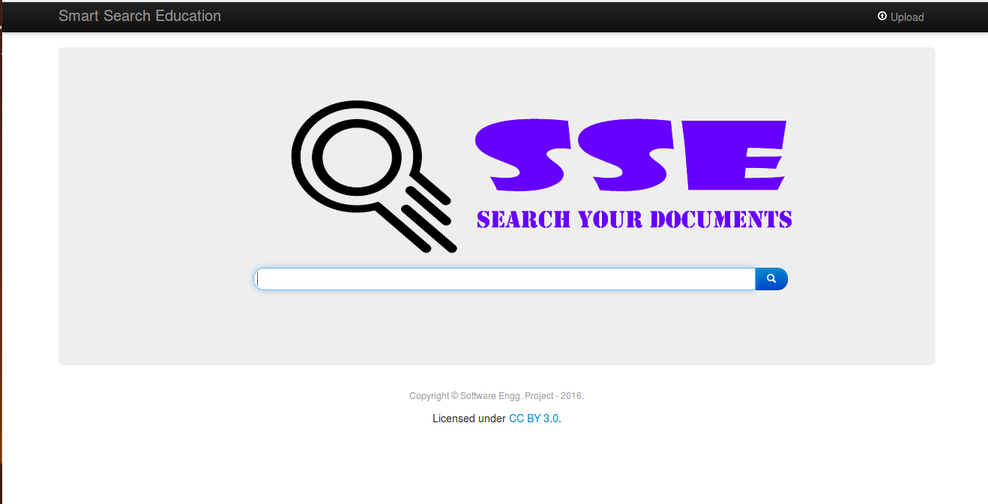 Smart Search Education
Upload
SSE
SEARCH YOUR DOCUMENTS
Copyright © Software Engg. Project - 2016.
Licensed under CC BY 3.0.